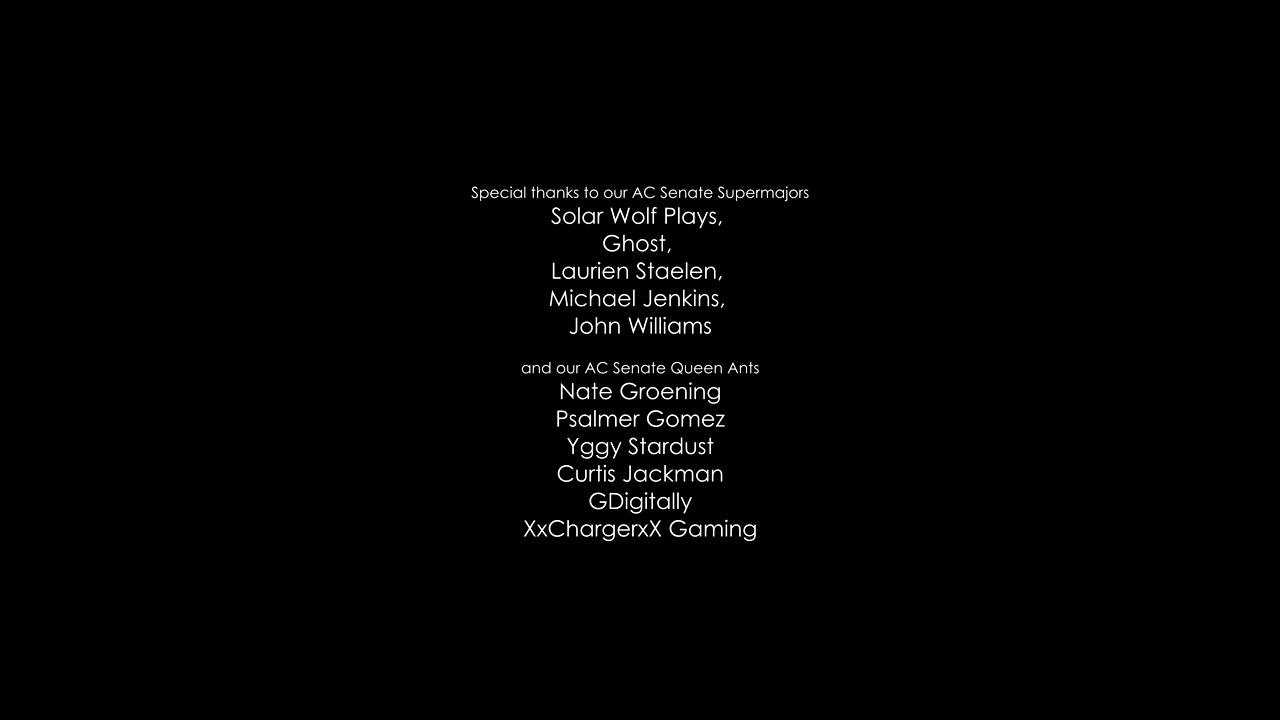 Special thanks to our AC Senate Supermajors
Solar Wolf Plays,
Ghost,
Laurien Staelen,
Michael Jenkins,
John Williams
and our AC Senate Queen Ants
Nate Groening
Psalmer Gomez
Yggy Stardust
Curtis Jackman
GDigitally
XxChargerxX Gaming